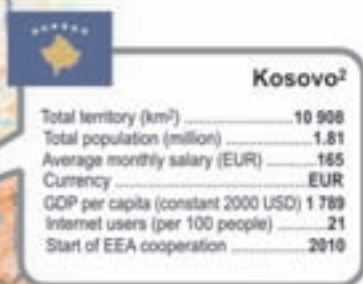 Kosovo²
Total territory (km²) ........................ 10 908
Total population (million) .................. 1.81
Average monthly salary (EUR) ........... 165
Currency ........................................ EUR
GDP per capita (constant 2000 USD) 1 789
Internet users (per 100 people) .......... 21
Start of EEA cooperation ................ 2010